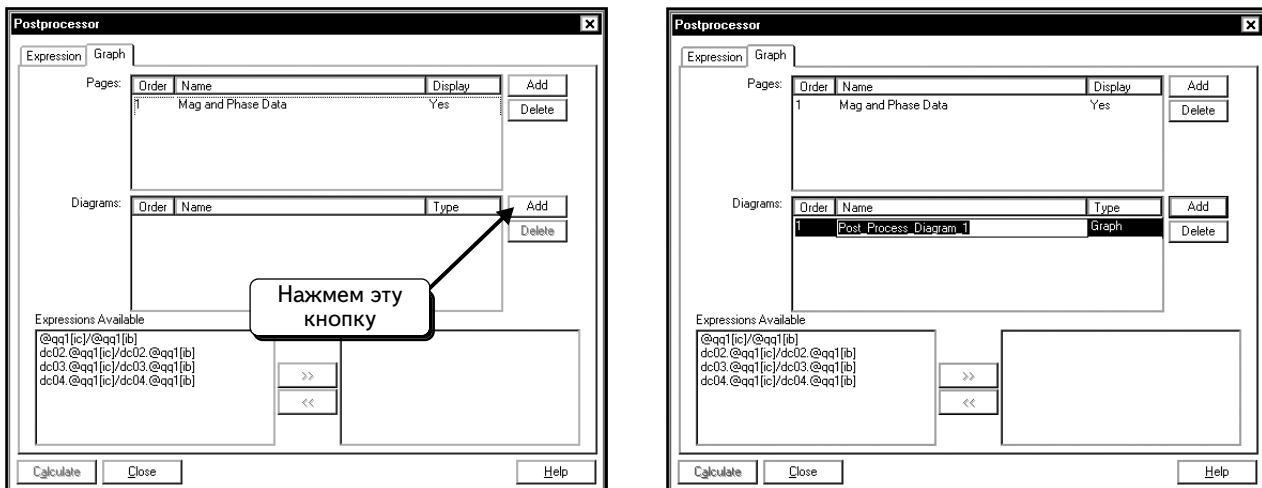 Postprocessor
Expression Graph
Pages:
Order Name Display
1 Mag and Phase Data Yes
Add
Delete
Diagrams:
Order Name Type
Add
Delete
Нажмем эту
кнопку
Expressions Available
@qq1[ic]/@qq1[ib]
dc02.@qq1[ic]/dc02.@qq1[ib]
dc03.@qq1[ic]/dc03.@qq1[ib]
dc04.@qq1[ic]/dc04.@qq1[ib]
>>
<<
Calculate Close Help
Postprocessor
Expression Graph
Pages:
Order Name Display
1 Mag and Phase Data Yes
Add
Delete
Diagrams:
Order Name Type
1 Post_Process_Diagram_1 Graph
Add
Delete
Expressions Available
@qq1[ic]/@qq1[ib]
dc02.@qq1[ic]/dc02.@qq1[ib]
dc03.@qq1[ic]/dc03.@qq1[ib]
dc04.@qq1[ic]/dc04.@qq1[ib]
>>
<<
Calculate Close Help